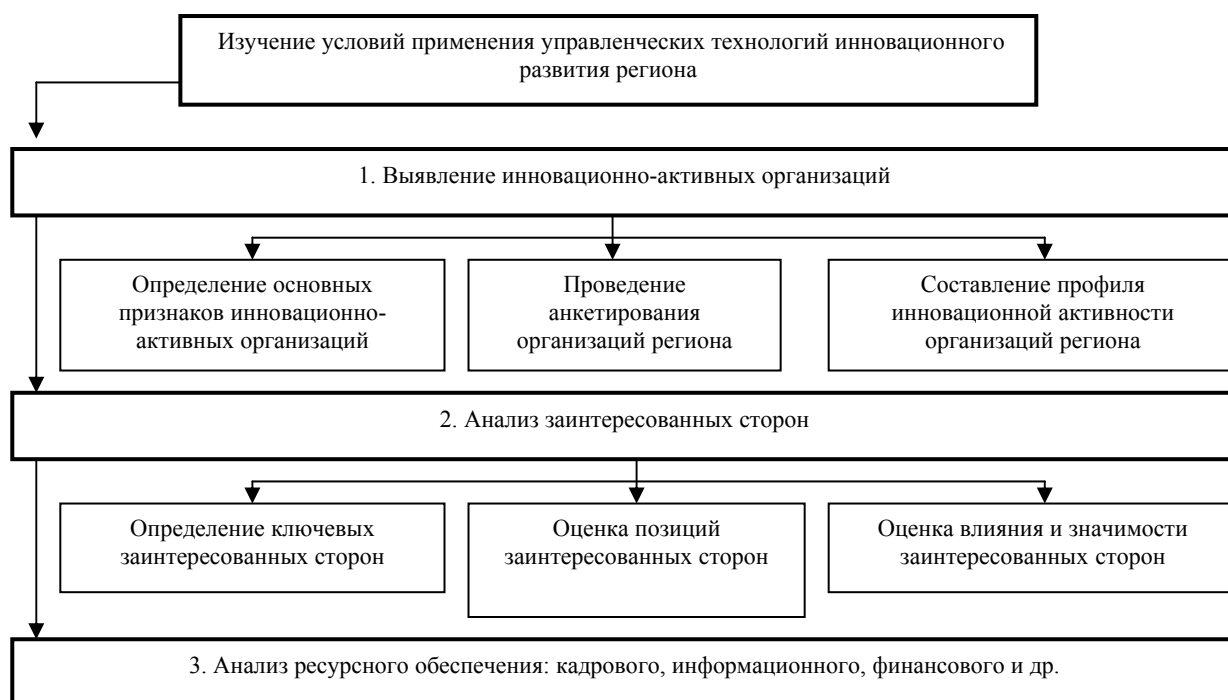 Изучение условий применения управленческих технологий инновационного
развития региона
1. Выявление инновационно-активных организаций
Определение основных
признаков инновационно-
активных организаций
Проведение
анкетирования
организаций региона
Составление профиля
инновационной активности
организаций региона
2. Анализ заинтересованных сторон
Определение ключевых
заинтересованных сторон
Оценка позиций
заинтересованных сторон
Оценка влияния и значимости
заинтересованных сторон
3. Анализ ресурсного обеспечения: кадрового, информационного, финансового и др.